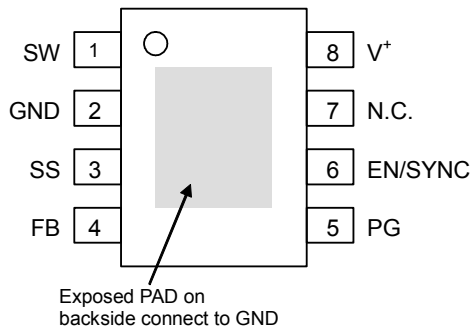 SW 1 8 V⁺
GND 2 7 N.C.
SS 3 6 EN/SYNC
FB 4 5 PG
Exposed PAD on
backside connect to GND